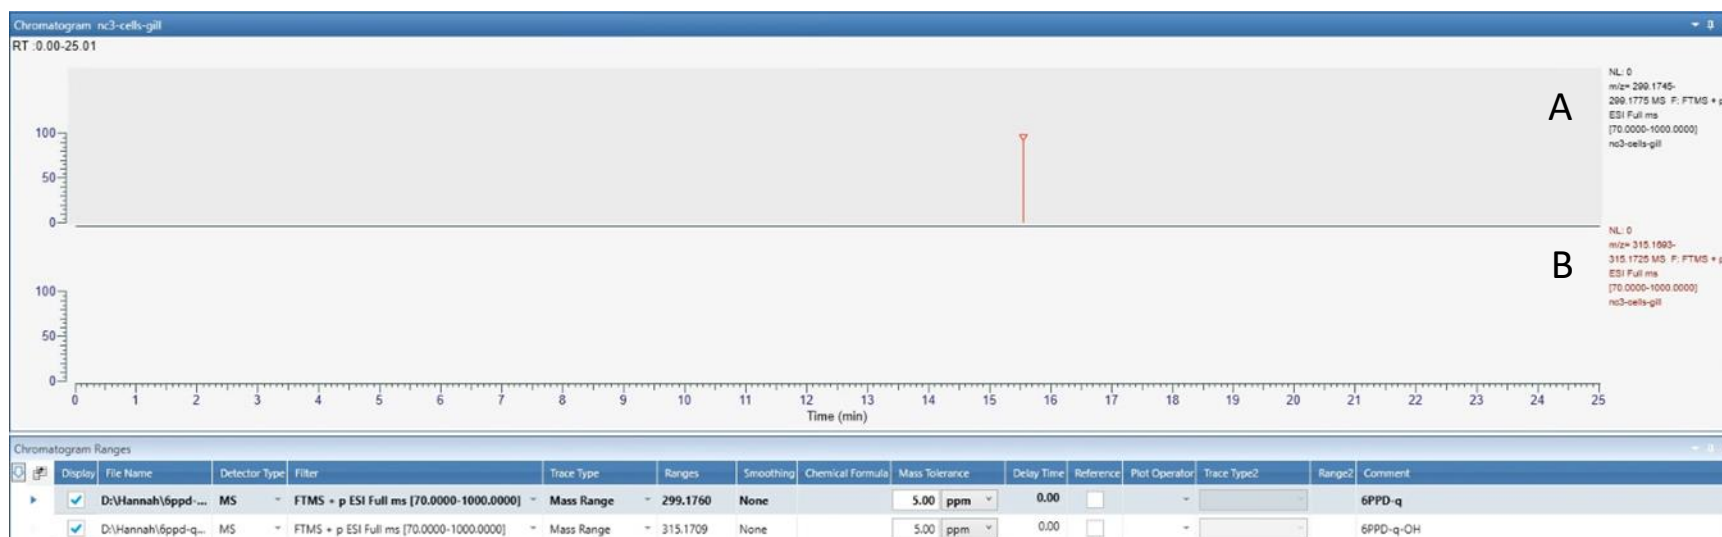 Chromatogram nc3-cells-gill
RT :0.00-25.01
A
NL: 0
m/z= 299.1745-
299.1775 MS F: FTMS + p
ESI Full ms
[70.0000-1000.0000]
nc3-cells-gill
100
50
0
B
NL: 0
m/z= 315.1693-
315.1725 MS F: FTMS + p
ESI Full ms
[70.0000-1000.0000]
nc3-cells-gill
100
50
0
0 1 2 3 4 5 6 7 8 9 10 11 12 13 14 15 16 17 18 19 20 21 22 23 24 25
Time (min)
Chromatogram Ranges
Display File Name Detector Type Filter Trace Type Ranges Smoothing Chemical Formula Mass Tolerance Delay Time Reference Plot Operator Trace Type2 Range2 Comment
D:\Hannah\6ppd-... MS FTMS + p ESI Full ms [70.0000-1000.0000] Mass Range 299.1760 None 5.00 ppm 0.00 6PPD-q
D:\Hannah\6ppd-q... MS FTMS + p ESI Full ms [70.0000-1000.0000] Mass Range 315.1709 None 5.00 ppm 0.00 6PPD-q-OH